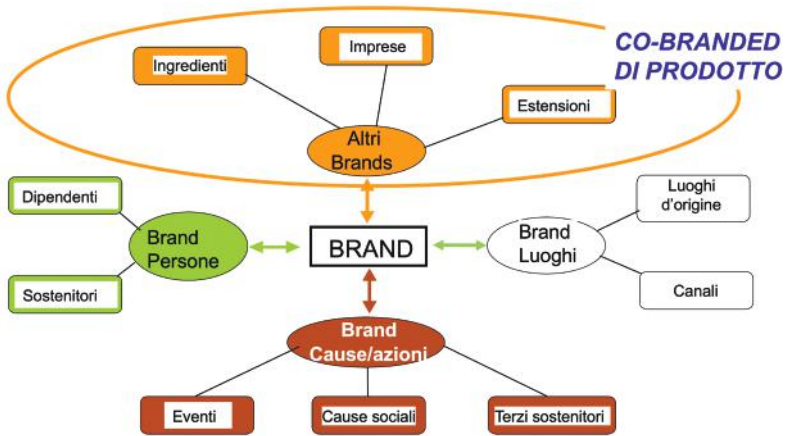 CO-BRANDED
DI PRODOTTO
Imprese
Ingredienti
Estensioni
Altri
Brands
Dipendenti
Luoghi
d'origine
Brand
Persone
BRAND
Brand
Luoghi
Sostenitori
Canali
Brand
Cause/azioni
Eventi
Cause sociali
Terzi sostenitori